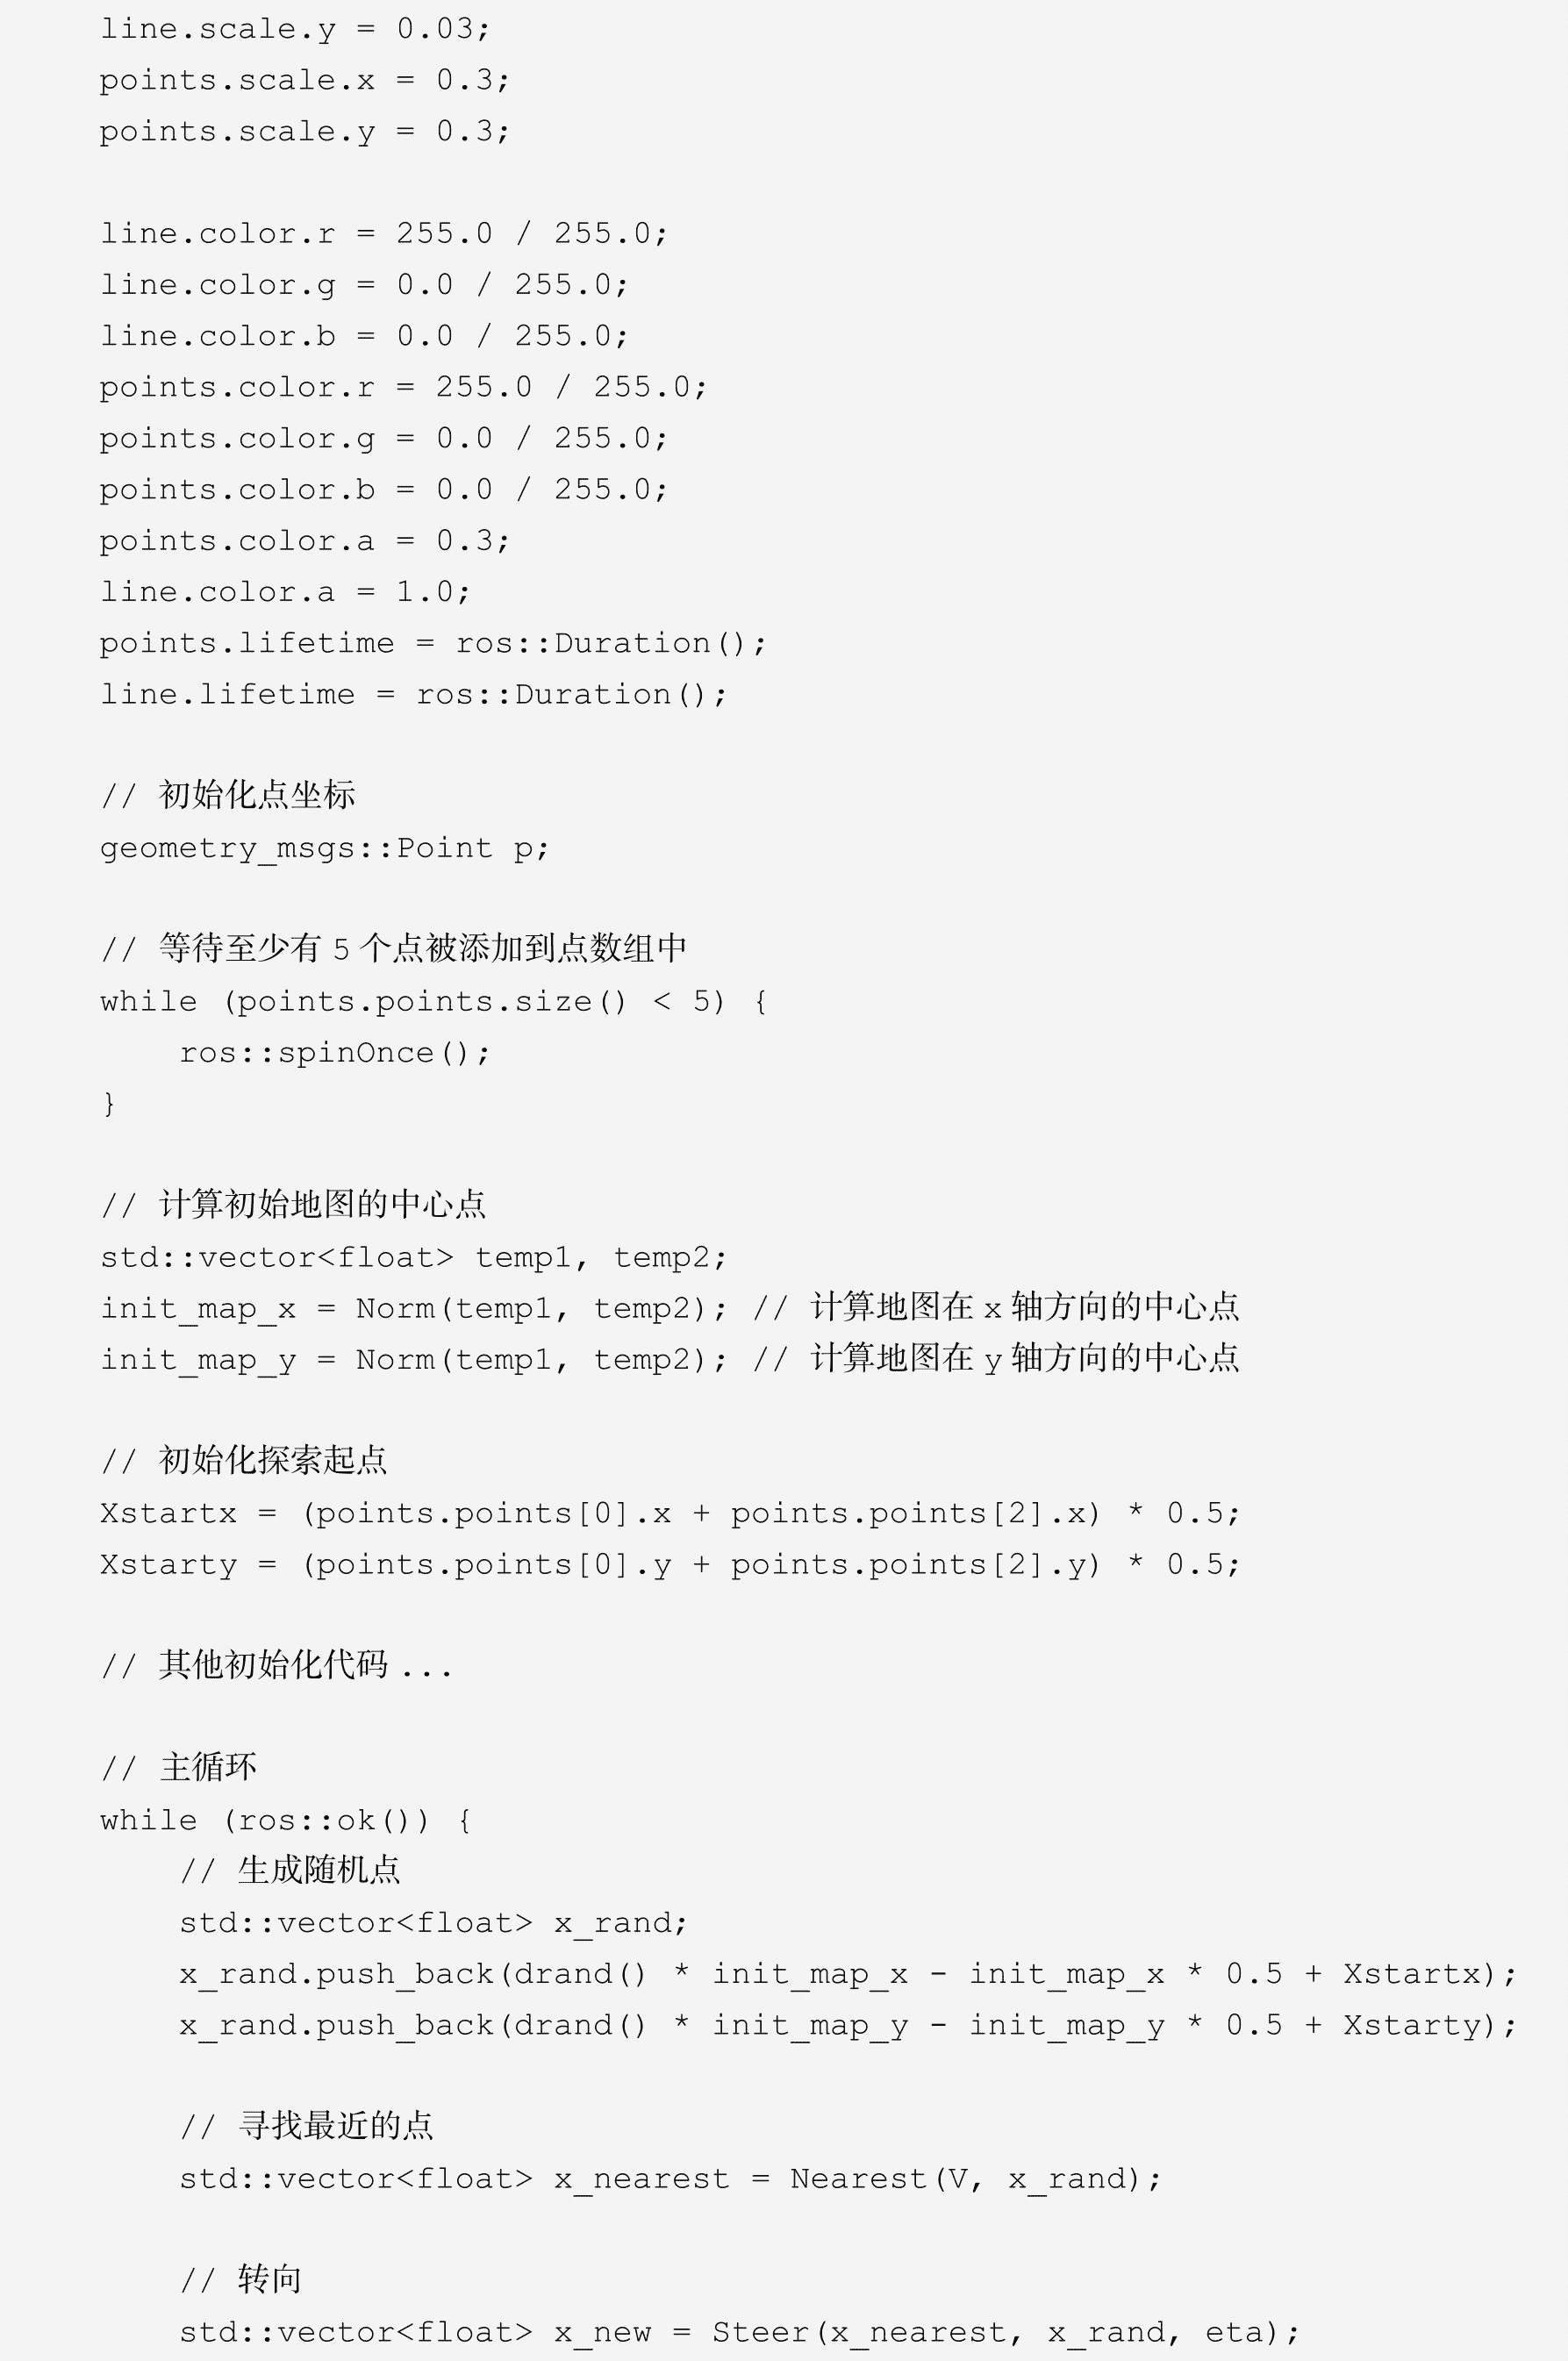 line.scale.y = 0.03;
points.scale.x = 0.3;
points.scale.y = 0.3;
line.color.r = 255.0 / 255.0;
line.color.g = 0.0 / 255.0;
line.color.b = 0.0 / 255.0;
points.color.r = 255.0 / 255.0;
points.color.g = 0.0 / 255.0;
points.color.b = 0.0 / 255.0;
points.color.a = 0.3;
line.color.a = 1.0;
points.lifetime = ros::Duration();
line.lifetime = ros::Duration();
// 初始化点坐标
geometry_msgs::Point p;
// 等待至少有 5 个点被添加到点数组中
while (points.points.size() < 5) {
    ros::spinOnce();
}
// 计算初始地图的中心点
std::vector<float> temp1, temp2;
init_map_x = Norm(temp1, temp2); // 计算地图在 x 轴方向的中心点
init_map_y = Norm(temp1, temp2); // 计算地图在 y 轴方向的中心点
// 初始化探索起点
Xstartx = (points.points[0].x + points.points[2].x) * 0.5;
Xstarty = (points.points[0].y + points.points[2].y) * 0.5;
// 其他初始化代码 ...
// 主循环
while (ros::ok()) {
    // 生成随机点
    std::vector<float> x_rand;
    x_rand.push_back(drand() * init_map_x - init_map_x * 0.5 + Xstartx);
    x_rand.push_back(drand() * init_map_y - init_map_y * 0.5 + Xstarty);
    // 寻找最近的点
    std::vector<float> x_nearest = Nearest(V, x_rand);
    // 转向
    std::vector<float> x_new = Steer(x_nearest, x_rand, eta);